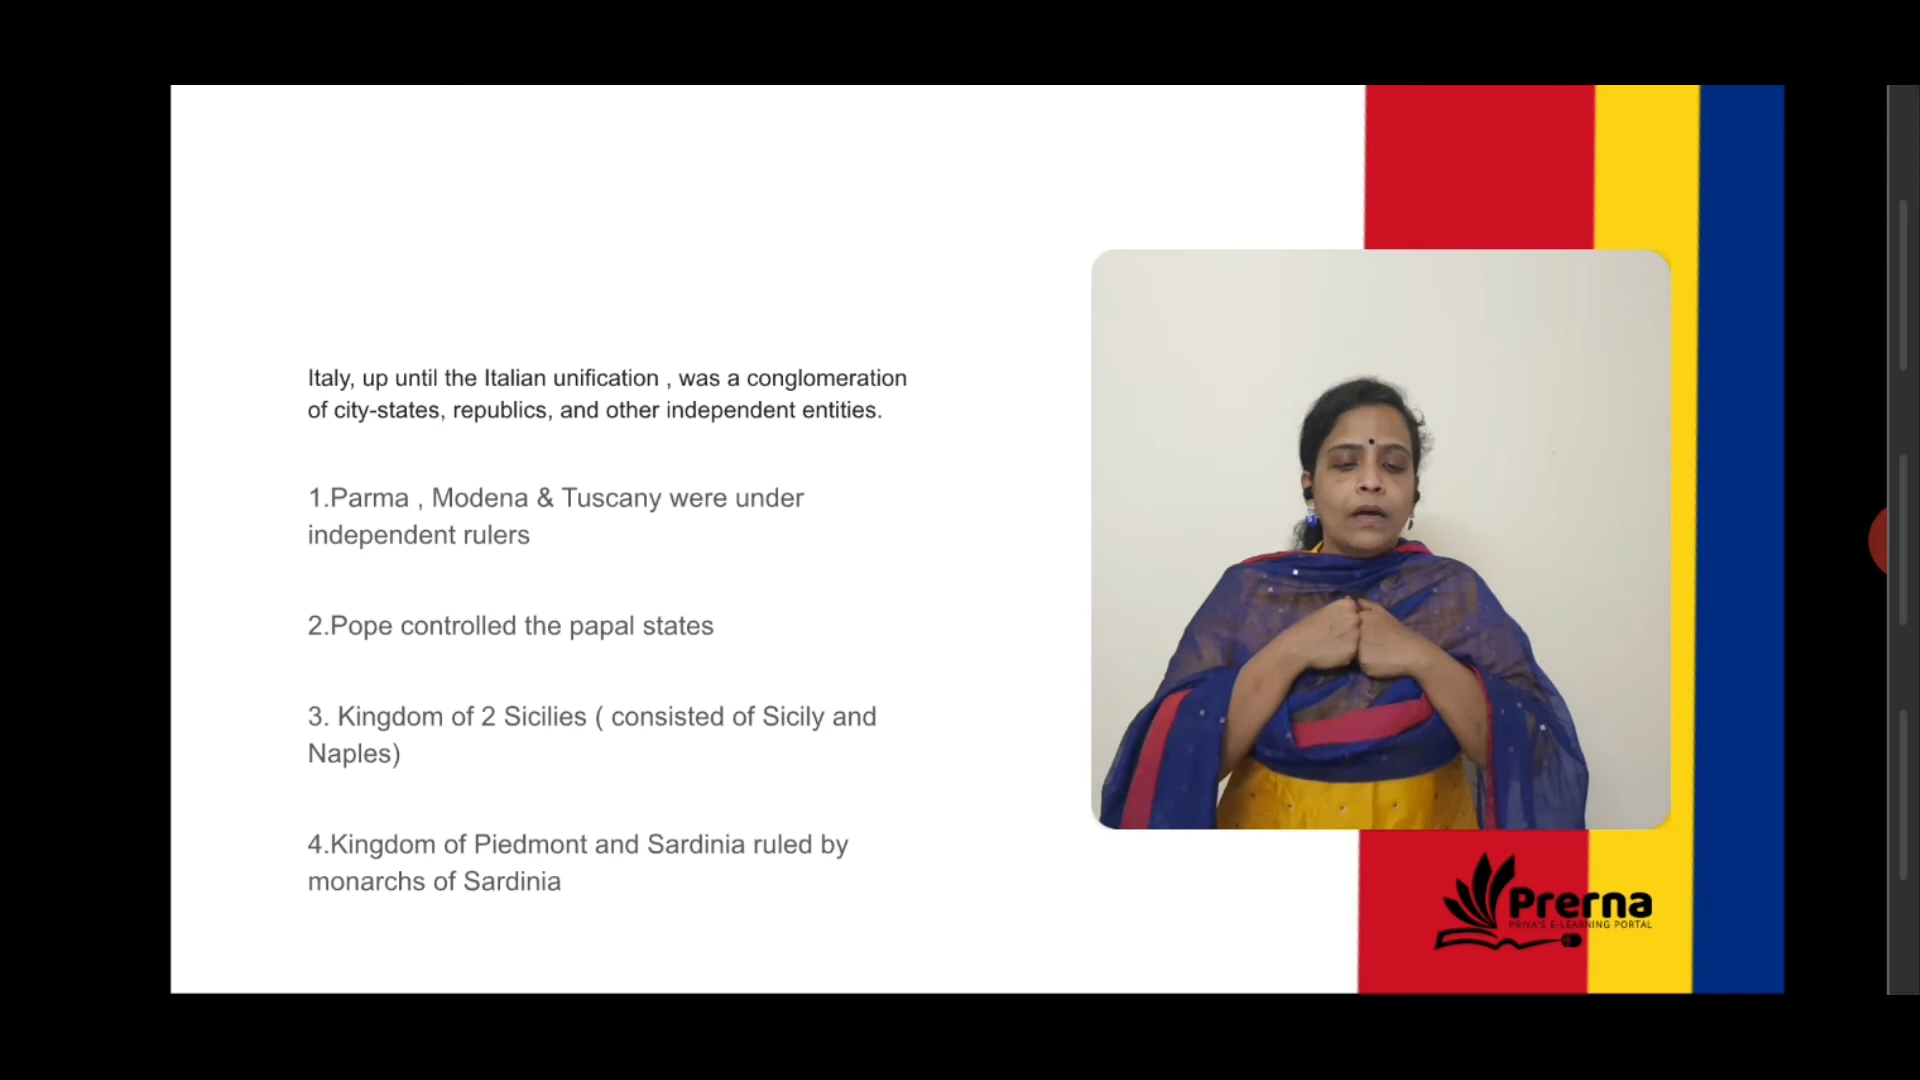 Italy, up until the Italian unification , was a conglomeration
of city-states, republics, and other independent entities.
1.Parma , Modena & Tuscany were under
independent rulers
2.Pope controlled the papal states
3. Kingdom of 2 Sicilies ( consisted of Sicily and
Naples)
4.Kingdom of Piedmont and Sardinia ruled by
monarchs of Sardinia
Prerna
PRIYA'S E-LEARNING PORTAL